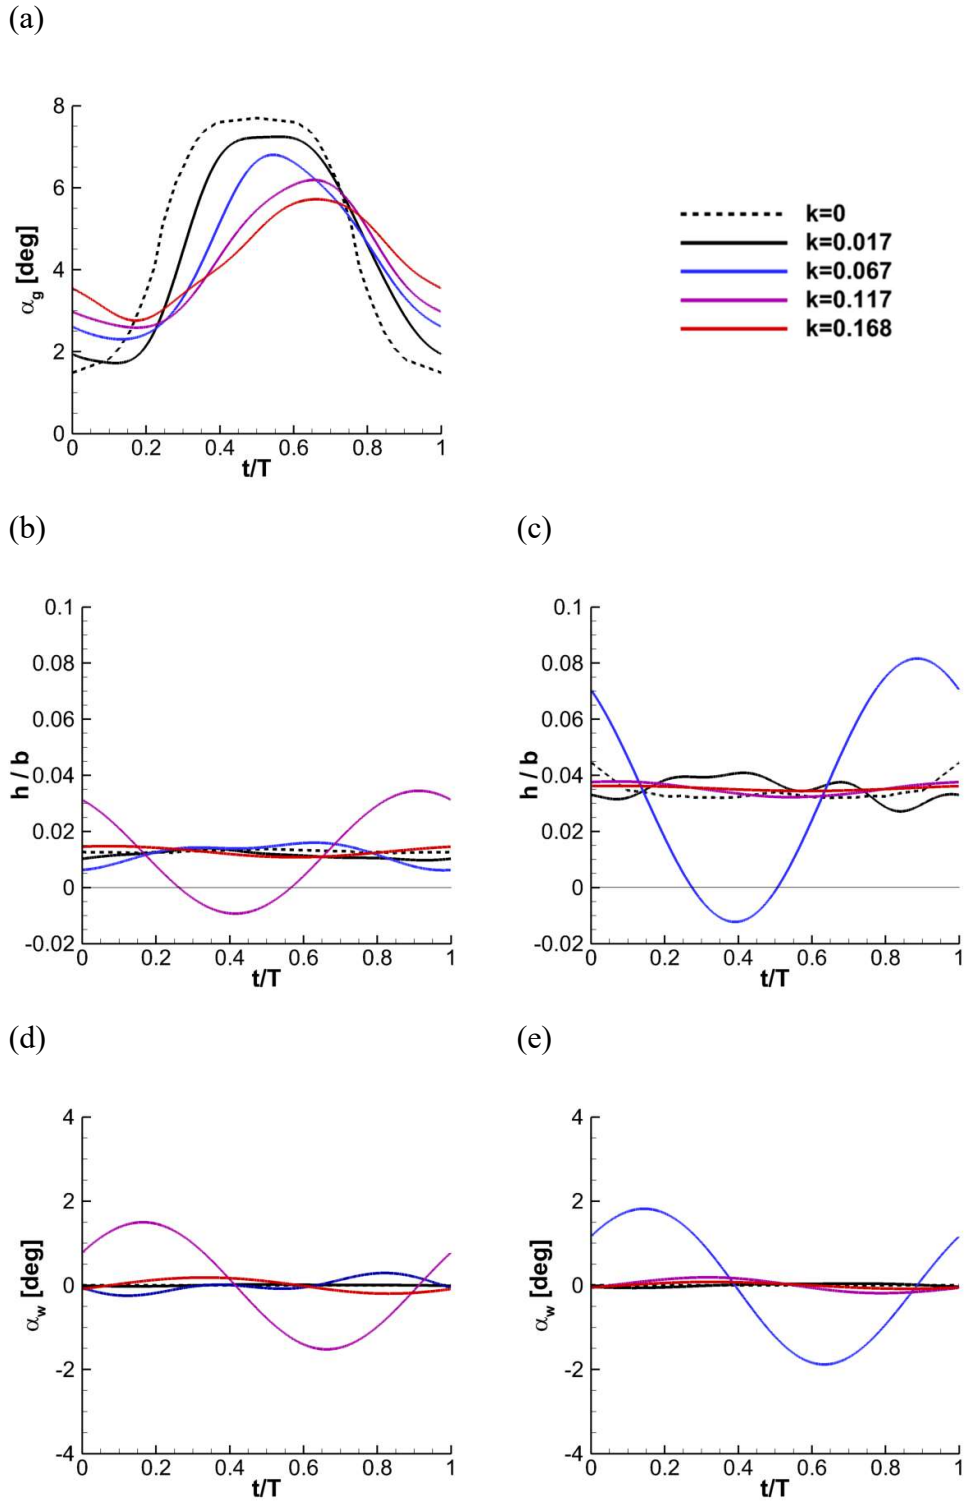 (a)
8
6
4
2
0
α_g [deg]
0 0.2 0.4 0.6 0.8 1
t/T
k=0
k=0.017
k=0.067
k=0.117
k=0.168
(b)
0.1
0.08
0.06
0.04
0.02
0
-0.02
h / b
0 0.2 0.4 0.6 0.8 1
t/T
(c)
0.1
0.08
0.06
0.04
0.02
0
-0.02
h / b
0 0.2 0.4 0.6 0.8 1
t/T
(d)
4
2
0
-2
-4
α_w [deg]
0 0.2 0.4 0.6 0.8 1
t/T
(e)
4
2
0
-2
-4
α_w [deg]
0 0.2 0.4 0.6 0.8 1
t/T